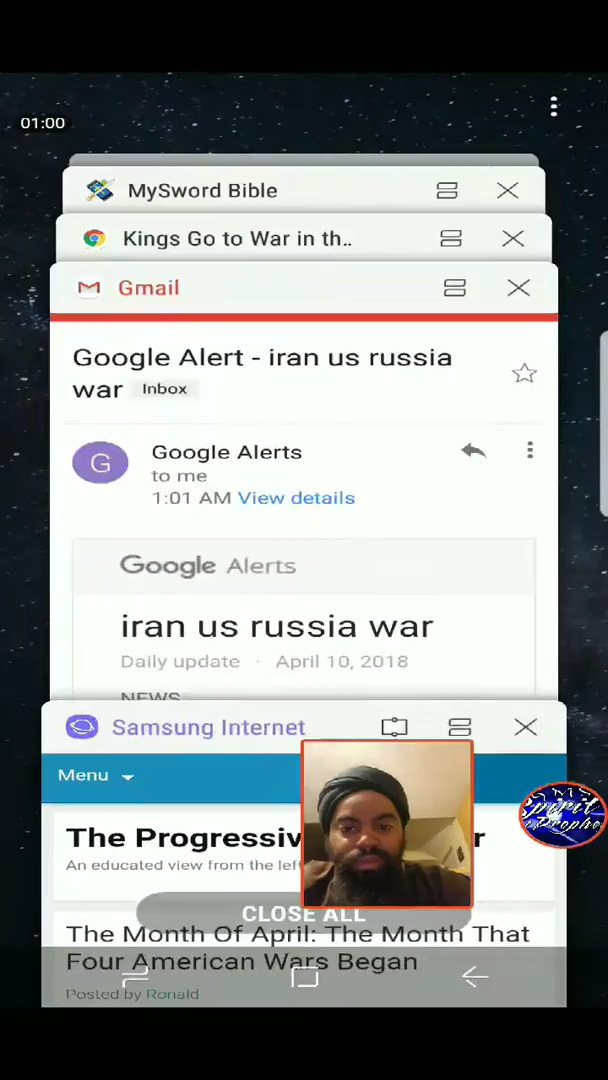 01:00
MySword Bible
Kings Go to War in th..
Gmail
Google Alert - iran us russia
war Inbox
G
Google Alerts
to me
1:01 AM View details
Google Alerts
iran us russia war
Daily update · April 10, 2018
NEWS
Samsung Internet
Menu
The Progressiv
An educated view from the lef
CLOSE ALL
The Month Of April: The Month That
Four American Wars Began
Posted by Ronald
Spirit